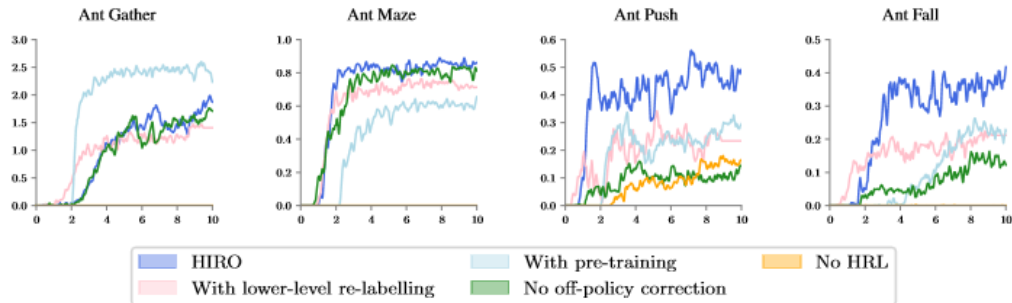 Ant Gather
Ant Maze
Ant Push
Ant Fall
3.0
2.5
2.0
1.5
1.0
0.5
0.0
0 2 4 6 8 10
1.0
0.8
0.6
0.4
0.2
0.0
0 2 4 6 8 10
0.6
0.5
0.4
0.3
0.2
0.1
0.0
0 2 4 6 8 10
0.5
0.4
0.3
0.2
0.1
0.0
0 2 4 6 8 10
HIRO
With pre-training
No HRL
With lower-level re-labelling
No off-policy correction